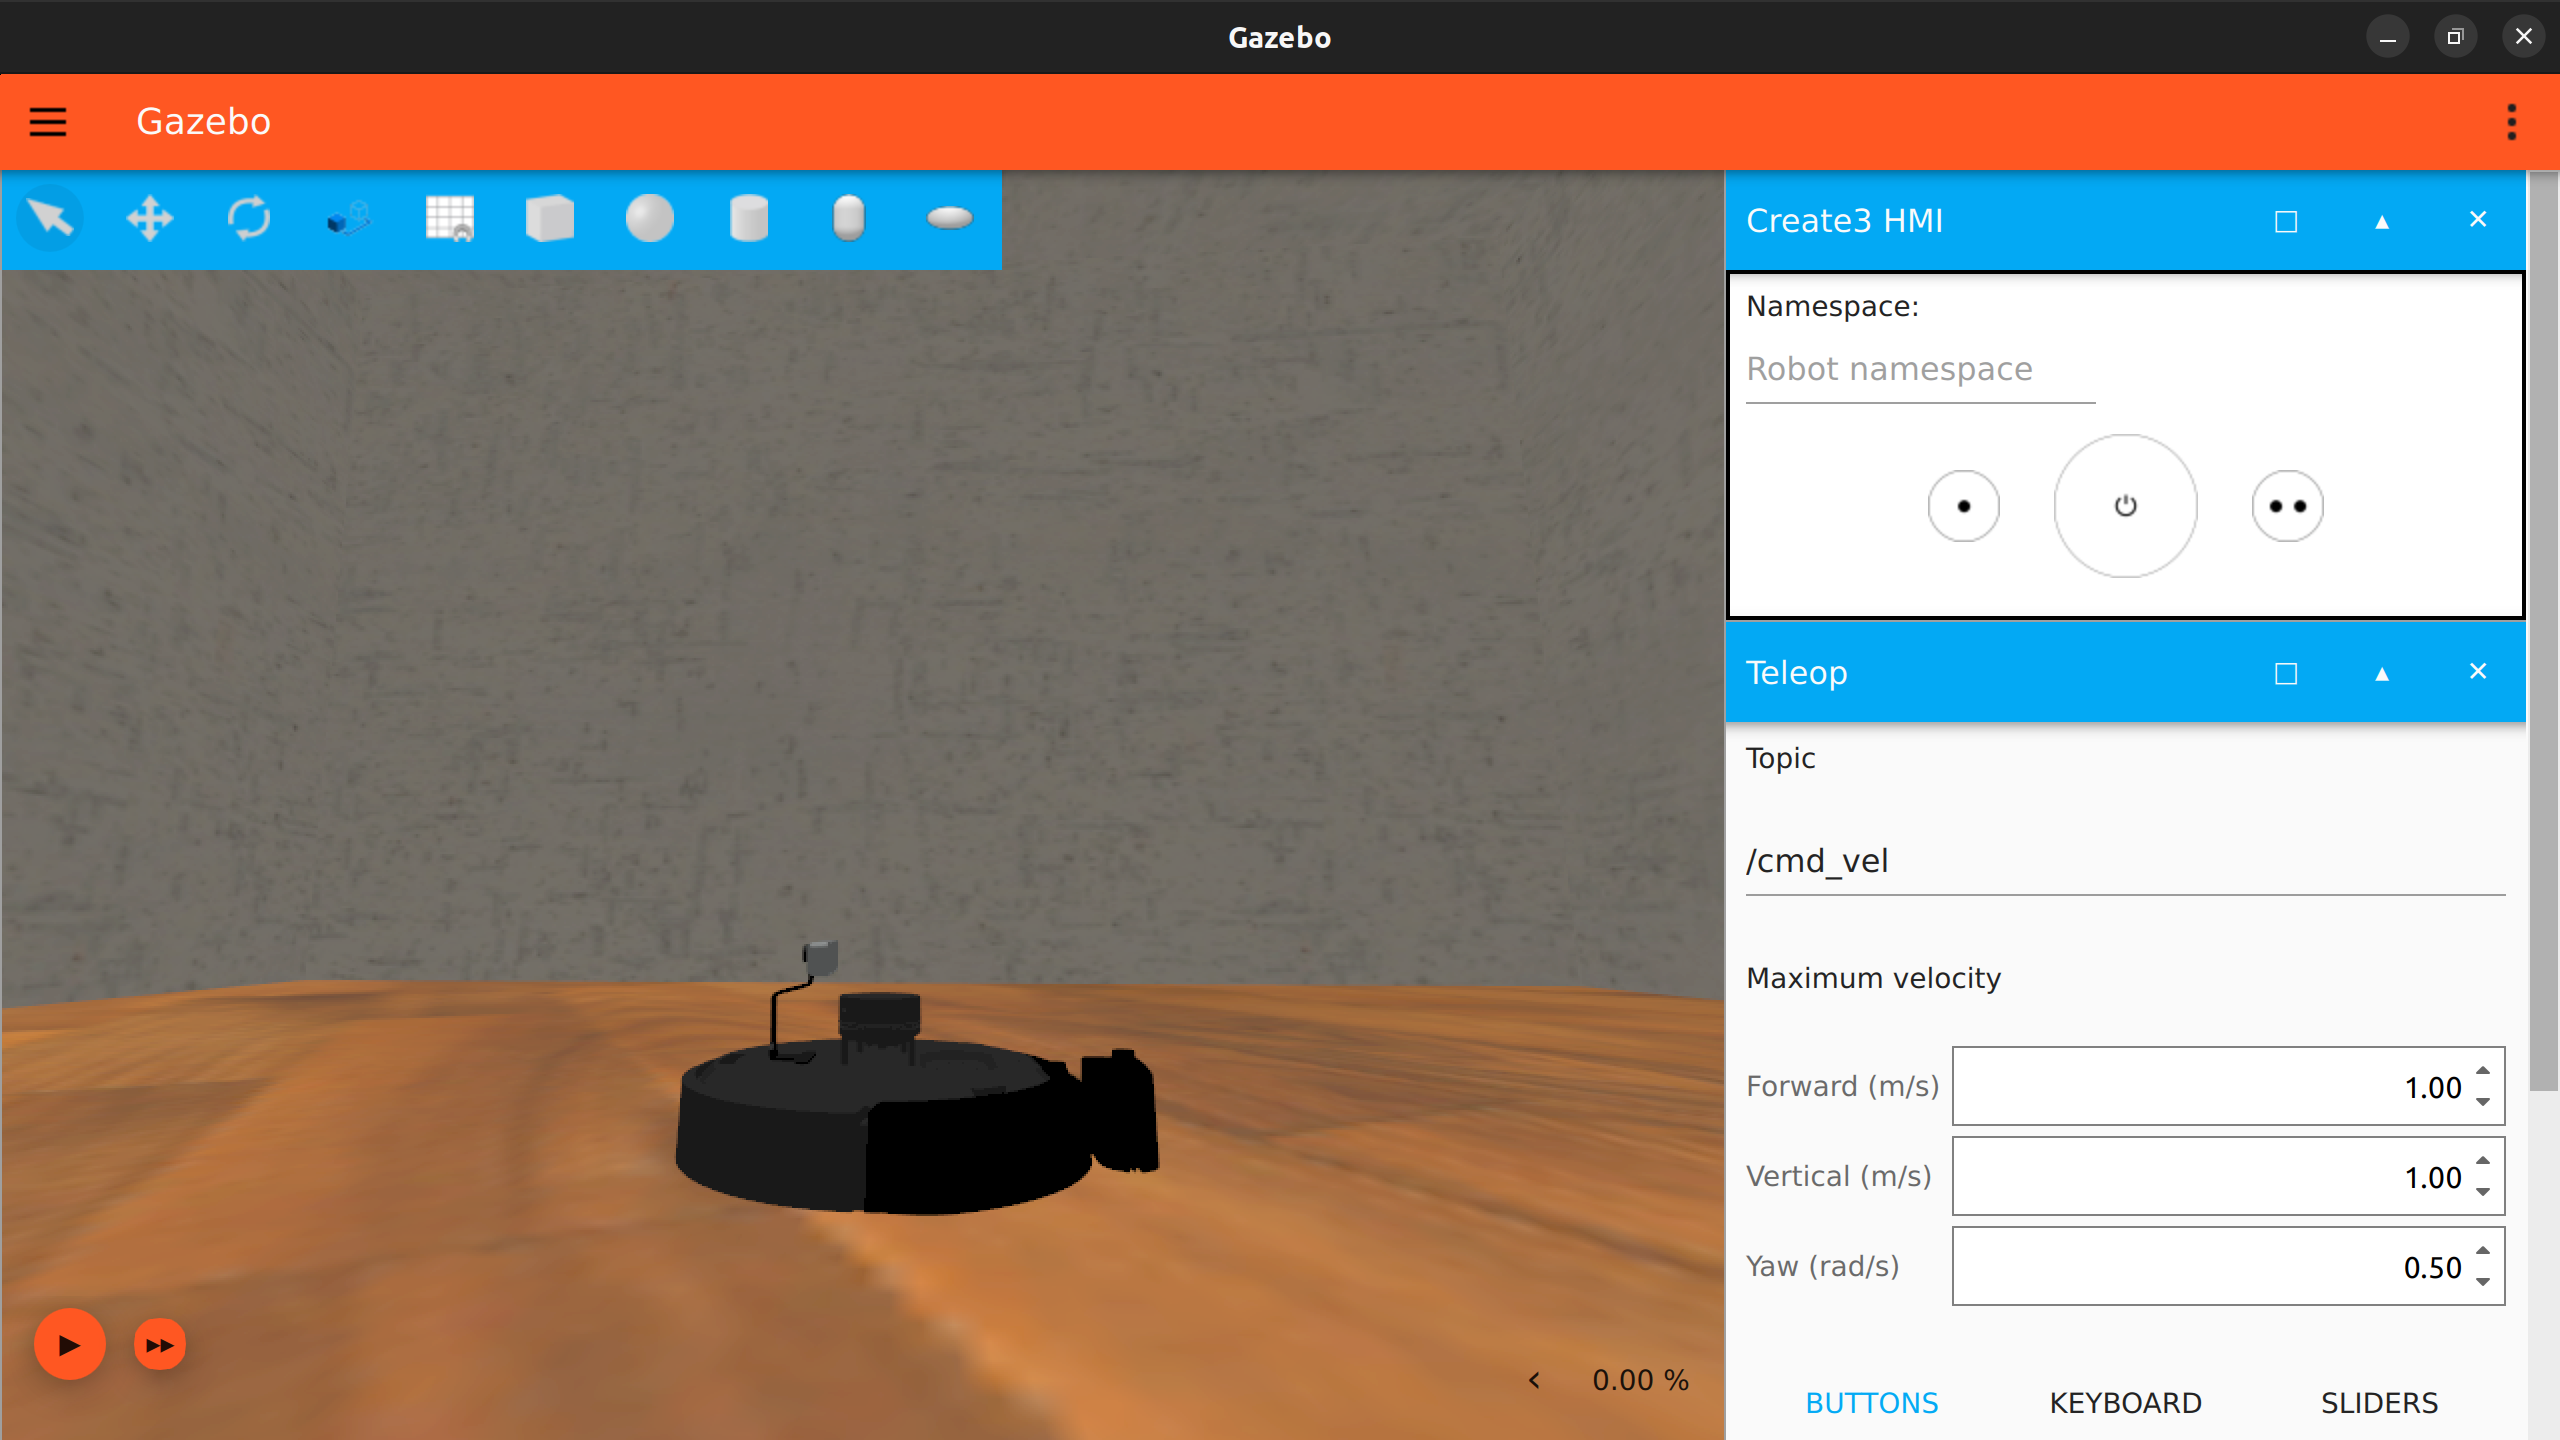 Gazebo
Gazebo
Create3 HMI
Namespace:
Robot namespace
Teleop
Topic
/cmd_vel
Maximum velocity
Forward (m/s) 1.00
Vertical (m/s) 1.00
Yaw (rad/s) 0.50
0.00 %
BUTTONS KEYBOARD SLIDERS